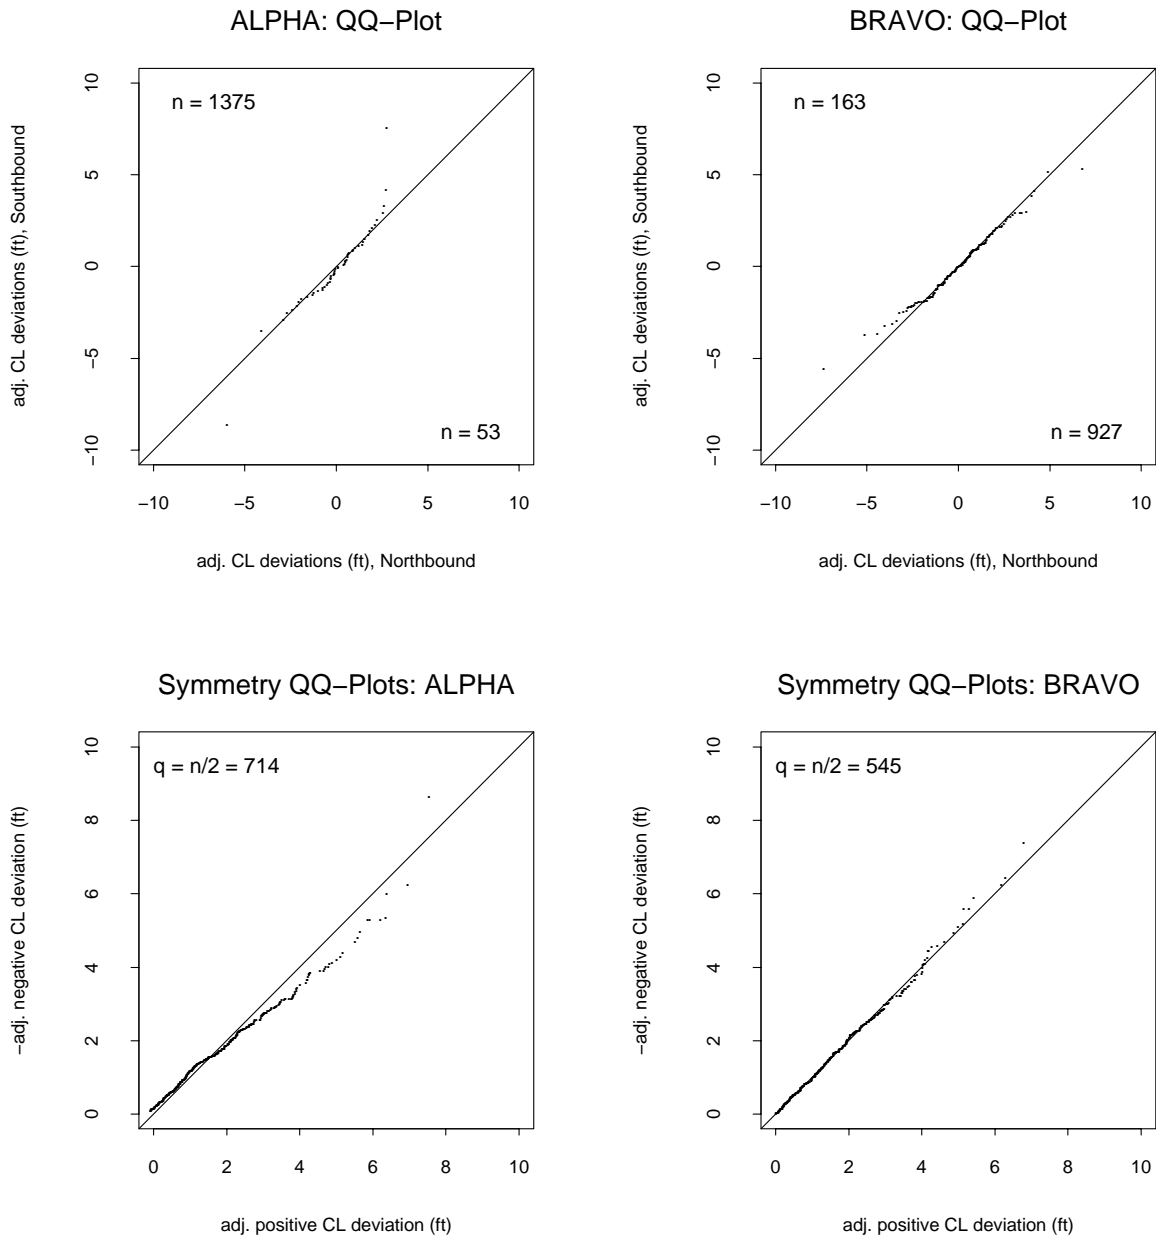 ALPHA: QQ−Plot
adj. CL deviations (ft), Southbound
10
5
0
−5
−10
n = 1375
n = 53
−10 −5 0 5 10
adj. CL deviations (ft), Northbound
BRAVO: QQ−Plot
adj. CL deviations (ft), Southbound
10
5
0
−5
−10
n = 163
n = 927
−10 −5 0 5 10
adj. CL deviations (ft), Northbound
Symmetry QQ−Plots: ALPHA
−adj. negative CL deviation (ft)
10
8
6
4
2
0
q = n/2 = 714
0 2 4 6 8 10
adj. positive CL deviation (ft)
Symmetry QQ−Plots: BRAVO
−adj. negative CL deviation (ft)
10
8
6
4
2
0
q = n/2 = 545
0 2 4 6 8 10
adj. positive CL deviation (ft)